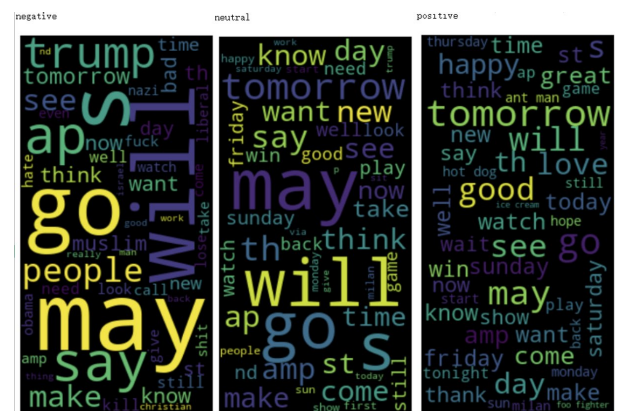 negative
neutral
positive
nd
trump
time
tomorrow
bad
th
see
nazi
even
s
will
liberal
ap
now
fuck
day
hate
well
think
israel
watch
want
come
go
good
work
take
muslim
man
lose
really
people
need
look
call
new
back
obama
may
amp
say
give
shit
thing
st
still
make
know
kill
christian
work
happy
know
day
trump
saturday
start
need
tomorrow
friday
want
new
say
well
look
win
good
see
may
p
play
now
take
sunday
via
th
back
think
watch
will
monday
give
milan
game
ap
go
time
s
people
st
still
nd
amp
today
make
sun
come
show
first
thursday
time
st
s
happy
ap
great
think
game
ant man
tomorrow
new
will
year
say
th
love
hot dog
still
well
good
ice cream
today
watch
hope
wait
see
go
win
sunday
now
start
may
play
saturday
know
show
back
amp
want
friday
come
tonight
monday
day
thank
make
sun
milan
foo fighter